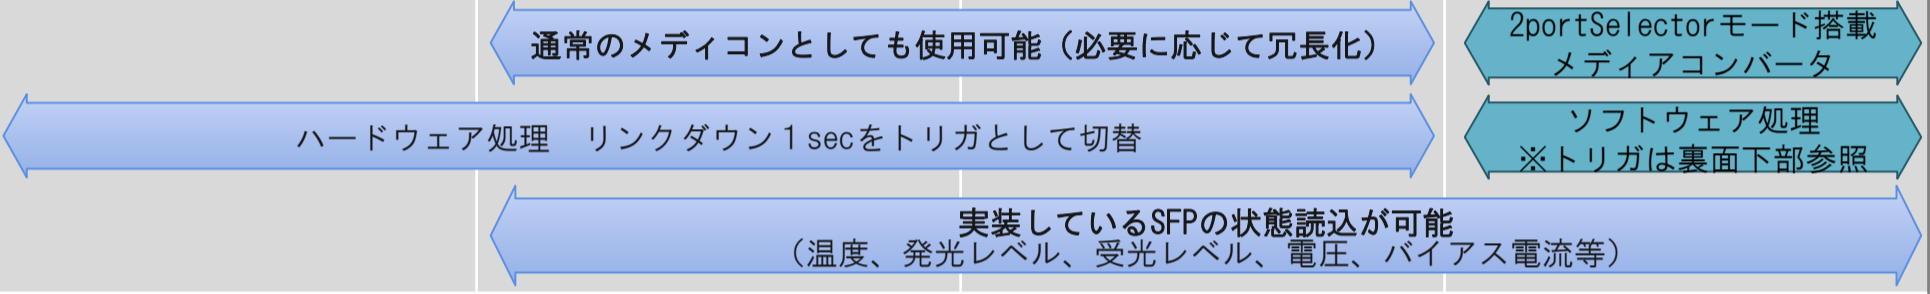 通常のメディコンとしても使用可能（必要に応じて冗長化）
2portSelectorモード搭載
メディアコンバータ
ハードウェア処理　リンクダウン１secをトリガとして切替
ソフトウェア処理
※トリガは裏面下部参照
実装しているSFPの状態読込が可能
（温度、発光レベル、受光レベル、電圧、バイアス電流等）